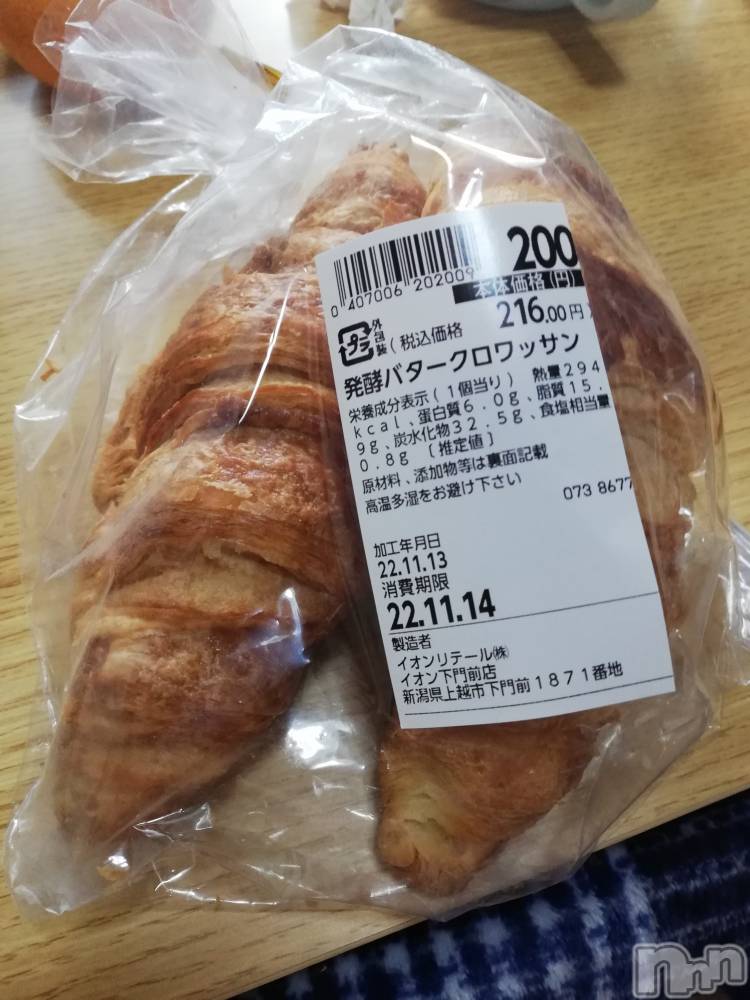 200
本体価格(円)
0 407006 202009
216.00円
プラ
外包装
(税込価格
発酵バタークロワッサン
栄養成分表示(1個当り) 熱量294
kcal、蛋白質6.0g、脂質15.
9g、炭水化物32.5g、食塩相当量
0.8g 〔推定値〕
原材料、添加物等は裏面記載
高温多湿をお避け下さい
073 8677
加工年月日
22.11.13
消費期限
22.11.14
製造者
イオンリテール㈱
イオン下門前店
新潟県上越市下門前1871番地
nnn